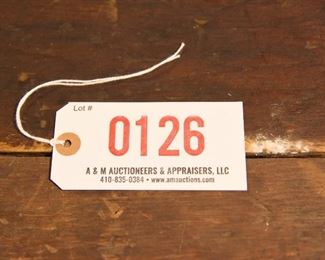 Lot #
0126
A & M AUCTIONEERS & APPRAISERS, LLC
410-835-0384 • www.amauctions.com